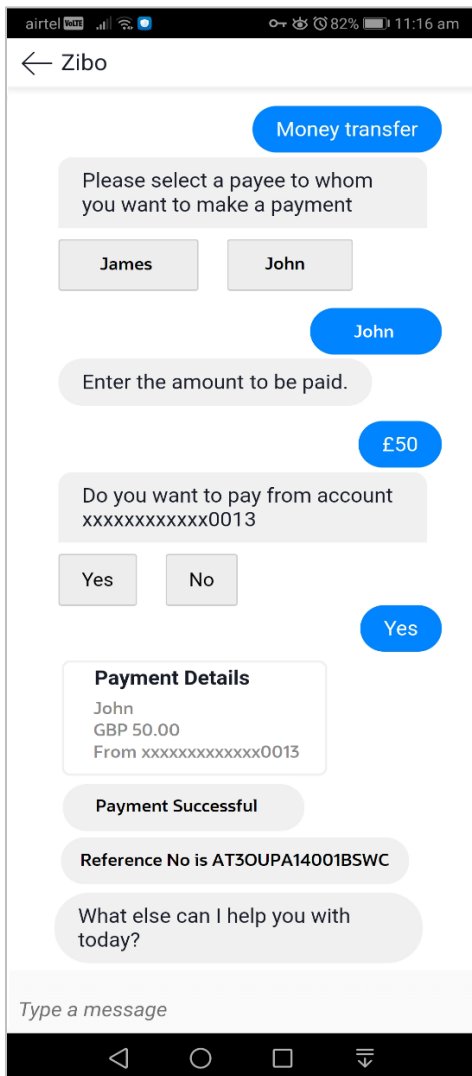 airtel VoLTE 82% 11:16 am
Zibo
Money transfer
Please select a payee to whom
you want to make a payment
James John
John
Enter the amount to be paid.
£50
Do you want to pay from account
xxxxxxxxxxxx0013
Yes No
Yes
Payment Details
John
GBP 50.00
From xxxxxxxxxxxxx0013
Payment Successful
Reference No is AT3OUPA14001BSWC
What else can I help you with
today?
Type a message